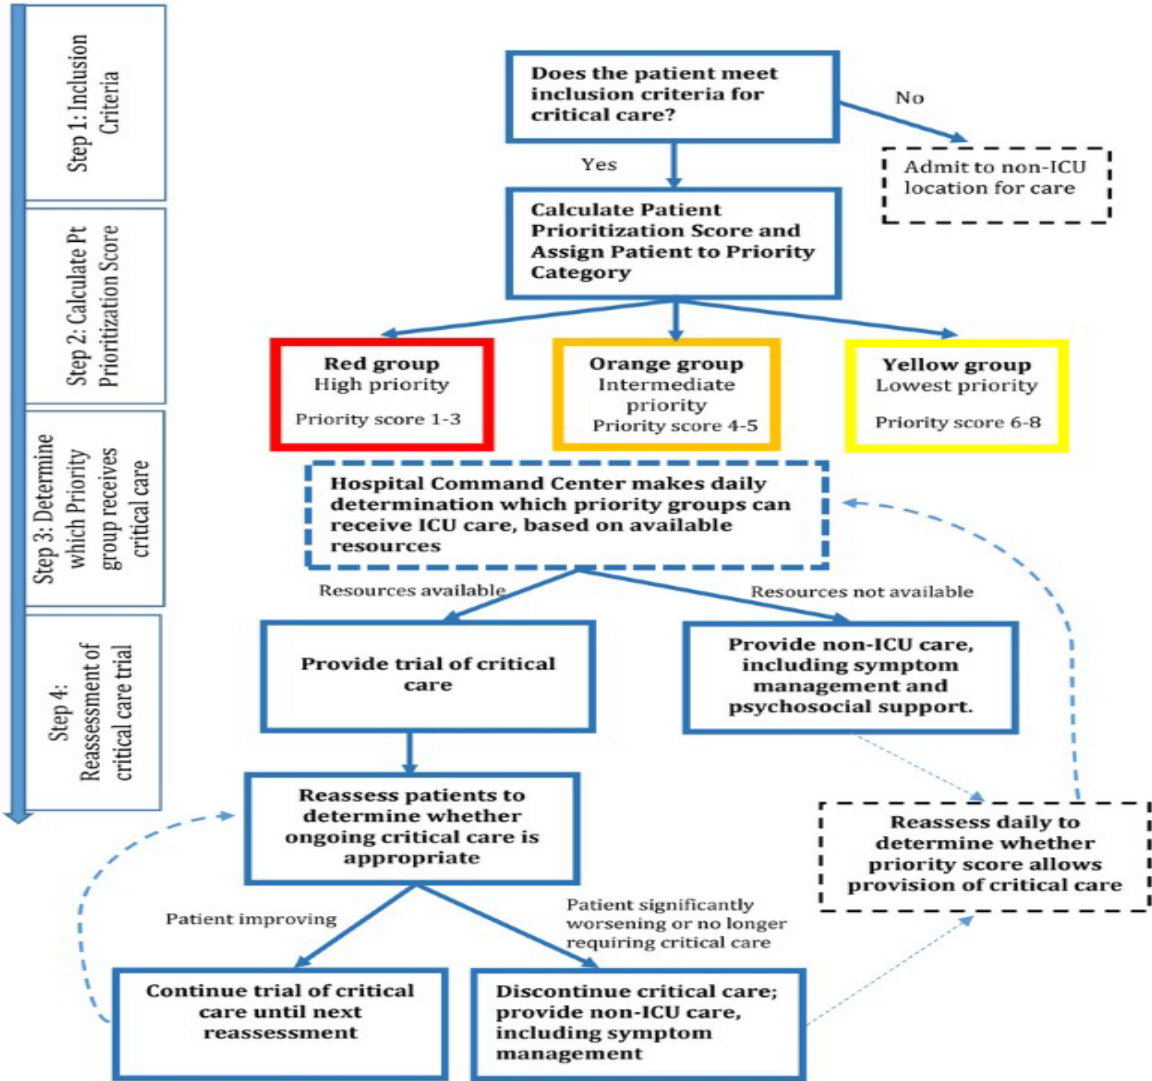 Step 1: Inclusion
Criteria
Does the patient meet
inclusion criteria for
critical care?
No
Admit to non-ICU
location for care
Yes
Step 2: Calculate Pt
Prioritization Score
Calculate Patient
Prioritization Score and
Assign Patient to Priority
Category
Red group
High priority
Priority score 1-3
Orange group
Intermediate
priority
Priority score 4-5
Yellow group
Lowest priority
Priority score 6-8
Step 3: Determine
which Priority
group receives
critical care
Hospital Command Center makes daily
determination which priority groups can
receive ICU care, based on available
resources
Resources available
Resources not available
Step 4:
Reassessment of
critical care trial
Provide trial of critical
care
Provide non-ICU care,
including symptom
management and
psychosocial support.
Reassess patients to
determine whether
ongoing critical care is
appropriate
Reassess daily to
determine whether
priority score allows
provision of critical care
Patient improving
Patient significantly
worsening or no longer
requiring critical care
Continue trial of critical
care until next
reassessment
Discontinue critical care;
provide non-ICU care,
including symptom
management